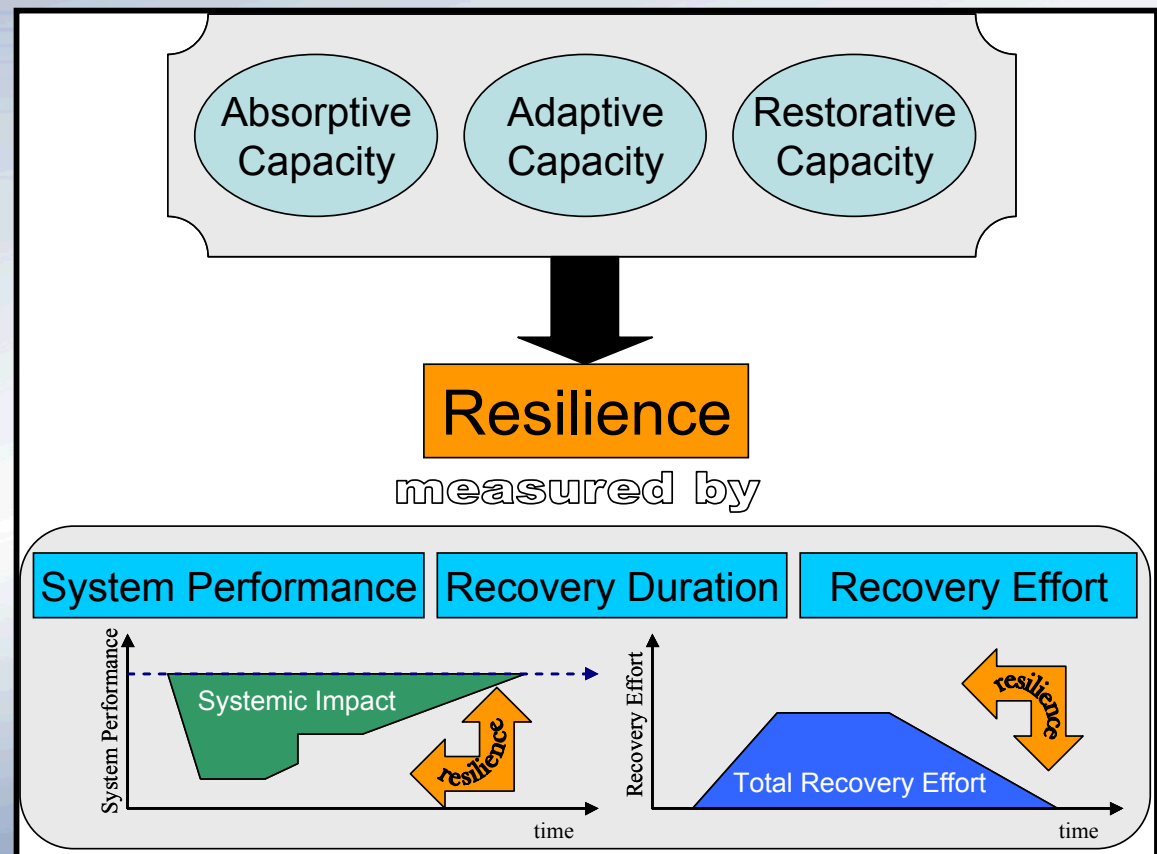 Absorptive
Capacity
Adaptive
Capacity
Restorative
Capacity
Resilience
measured by
System Performance
Recovery Duration
Recovery Effort
System Performance
Systemic Impact
resilience
time
Recovery Effort
resilience
Total Recovery Effort
time